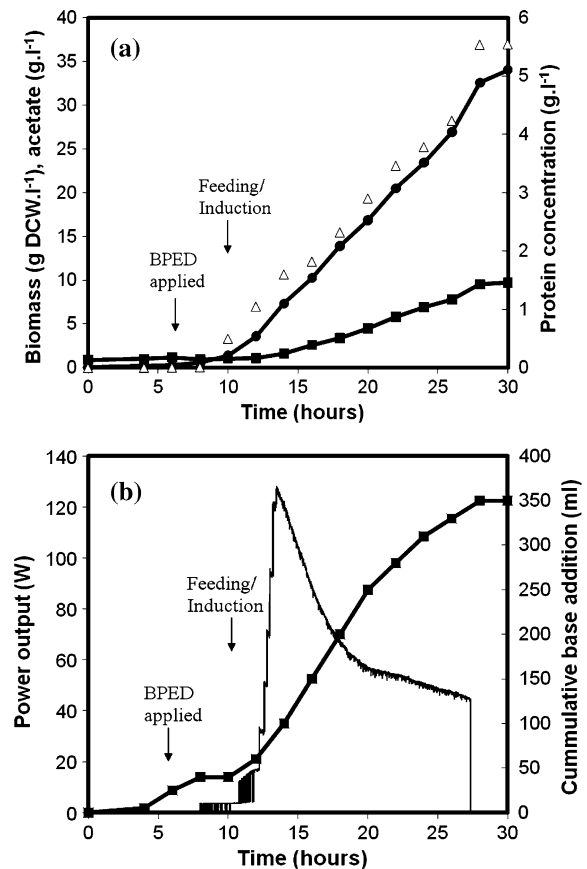 (a)
Biomass (g DCW.l-1), acetate (g.l-1)
40
35
30
25
20
15
10
5
0
Feeding/
Induction
BPED
applied
6
5
4
3
2
1
0
Protein concentration (g.l-1)
0 5 10 15 20 25 30
Time (hours)
(b)
Power output (W)
140
120
100
80
60
40
20
0
Feeding/
Induction
BPED
applied
400
350
300
250
200
150
100
50
0
Cummulative base addition (ml)
0 5 10 15 20 25 30
Time (hours)